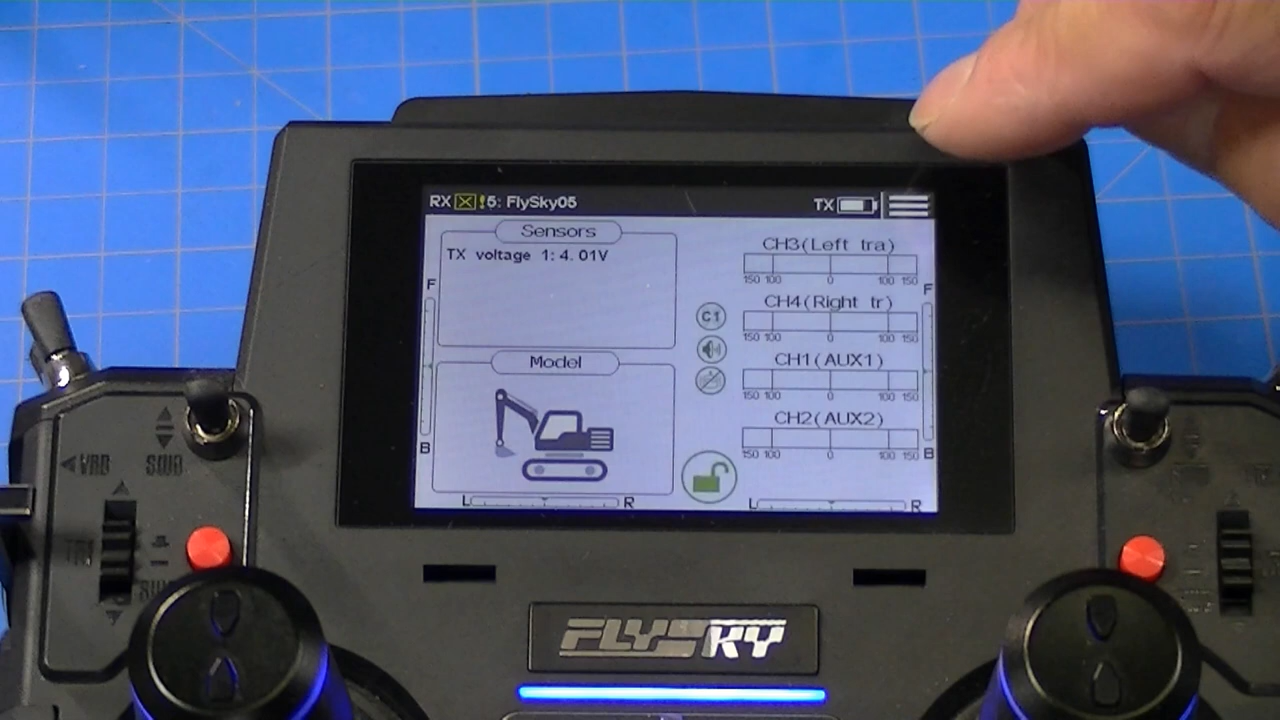 RX !5: FlySky05 TX
Sensors
TX voltage 1: 4.01V
CH3(Left tra)
150 100 0 100 150
CH4(Right tr)
150 100 0 100 150
CH1(AUX1)
150 100 0 100 150
CH2(AUX2)
150 100 0 100 150
C1
Model
F
B
F
B
L R
L R
SWD
FLYSKY